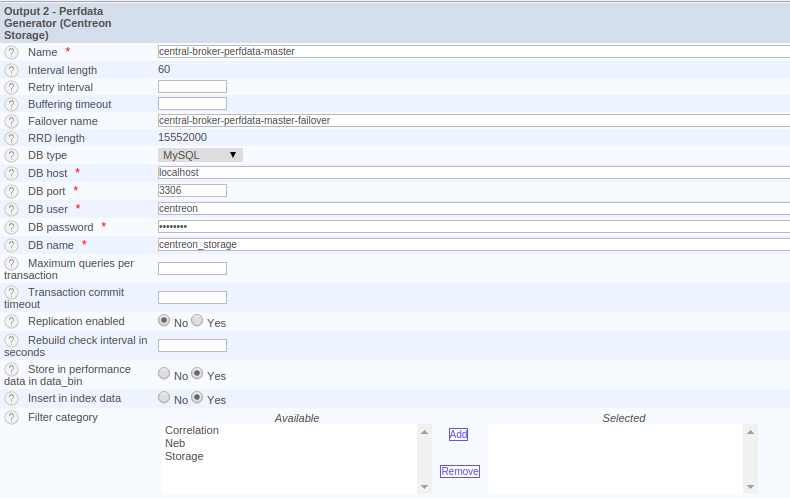 Output 2 - Perfdata
Generator (Centreon
Storage)
? Name * central-broker-perfdata-master
? Interval length 60
? Retry interval
? Buffering timeout
? Failover name central-broker-perfdata-master-failover
? RRD length 15552000
? DB type MySQL ▼
? DB host * localhost
? DB port * 3306
? DB user * centreon
? DB password * ••••••••
? DB name * centreon_storage
? Maximum queries per
transaction
? Transaction commit
timeout
? Replication enabled No Yes
? Rebuild check interval in
seconds
? Store in performance
data in data_bin No Yes
? Insert in index data No Yes
? Filter category Available Selected
Correlation Add
Neb
Storage
Remove